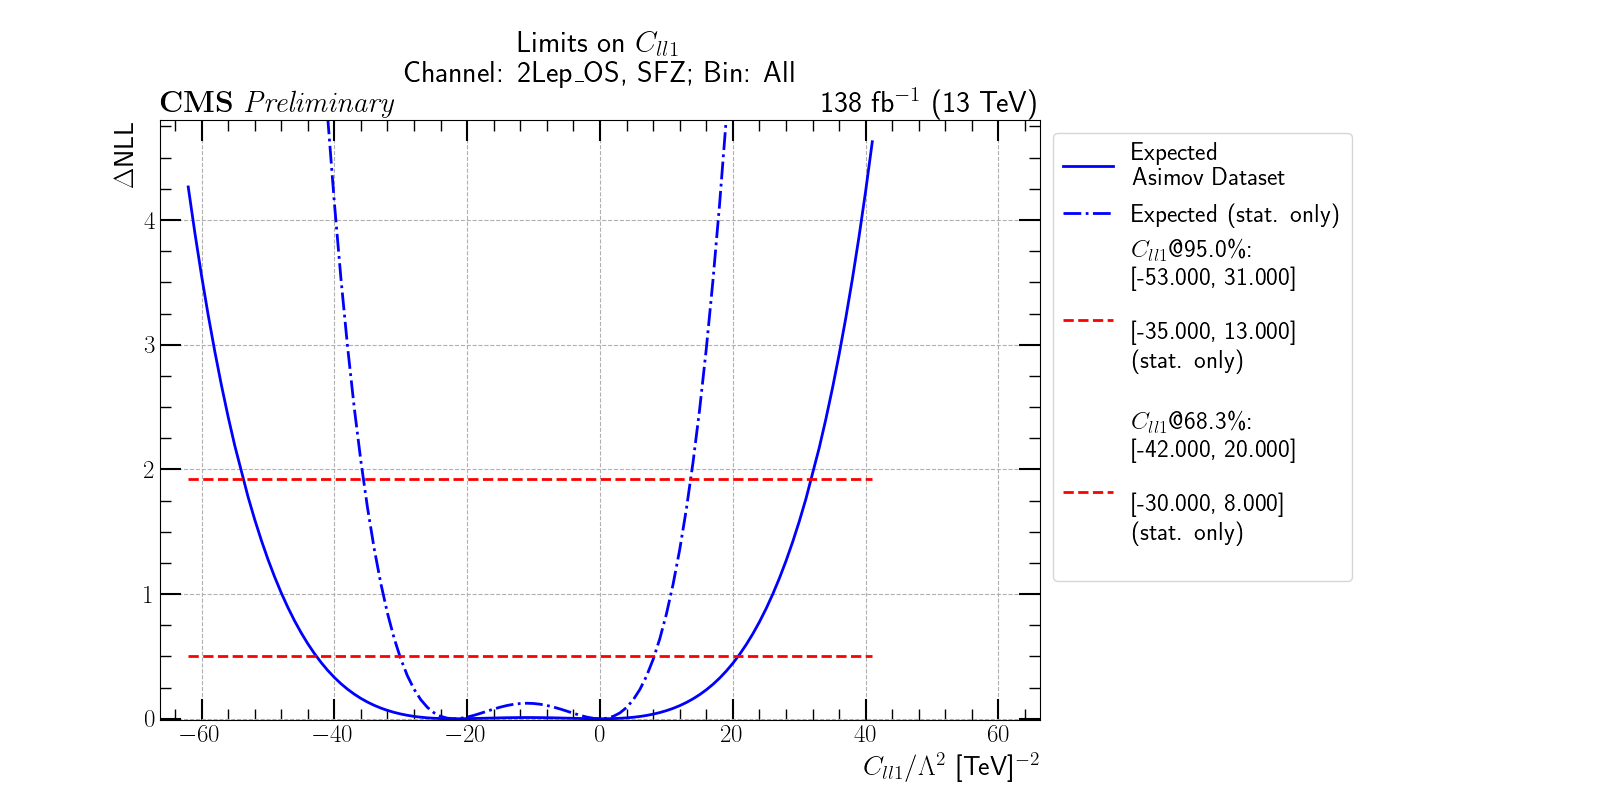 Limits on C_{ll1}
Channel: 2Lep_OS, SFZ; Bin: All
CMS Preliminary
138 fb^{-1} (13 TeV)
ΔNLL
4
3
2
1
0
−60
−40
−20
0
20
40
60
C_{ll1}/Λ^2 [TeV]^{-2}
Expected
Asimov Dataset
Expected (stat. only)
C_{ll1}@95.0%:
[-53.000, 31.000]
[-35.000, 13.000]
(stat. only)
C_{ll1}@68.3%:
[-42.000, 20.000]
[-30.000, 8.000]
(stat. only)